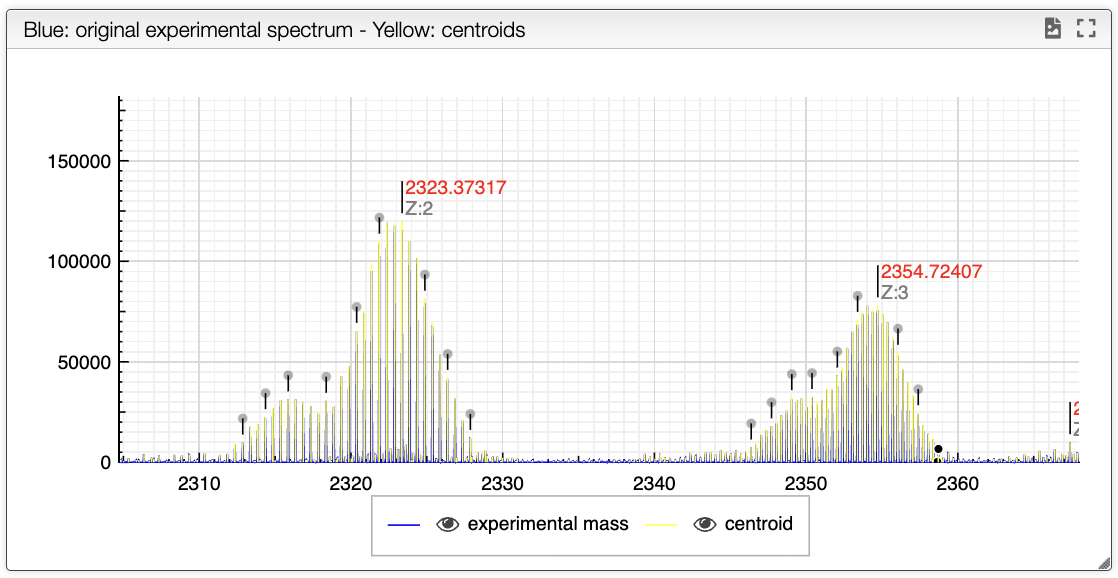 Blue: original experimental spectrum - Yellow: centroids
150000
100000
50000
0
2323.37317
Z:2
2354.72407
Z:3
2310
2320
2330
2340
2350
2360
experimental mass
centroid